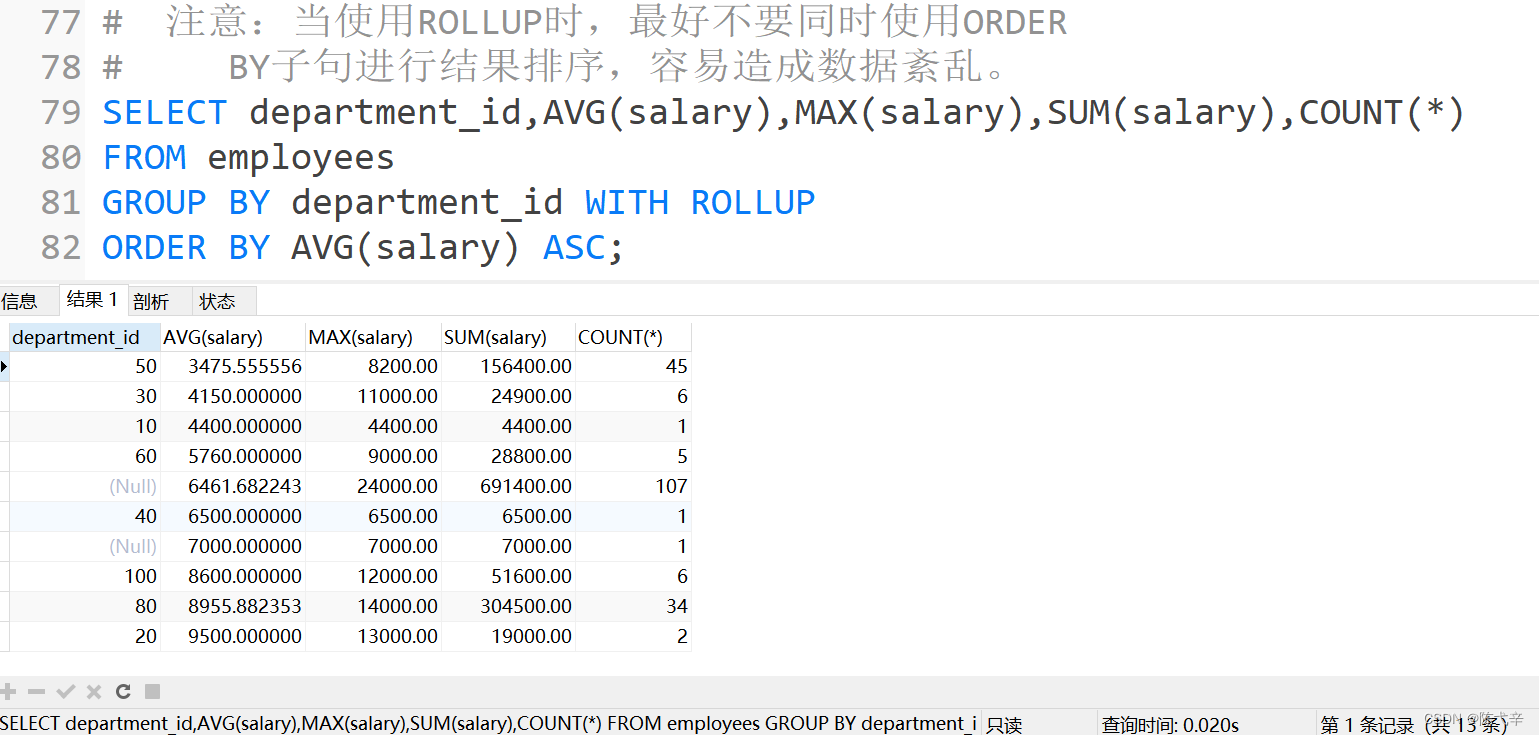 77 #  注意：当使用ROLLUP时，最好不要同时使用ORDER
78 #     BY子句进行结果排序，容易造成数据紊乱。
79 SELECT department_id,AVG(salary),MAX(salary),SUM(salary),COUNT(*)
80 FROM employees
81 GROUP BY department_id WITH ROLLUP
82 ORDER BY AVG(salary) ASC;
信息 结果 1 剖析 状态
department_id AVG(salary) MAX(salary) SUM(salary) COUNT(*)
50 3475.555556 8200.00 156400.00 45
30 4150.000000 11000.00 24900.00 6
10 4400.000000 4400.00 4400.00 1
60 5760.000000 9000.00 28800.00 5
(Null) 6461.682243 24000.00 691400.00 107
40 6500.000000 6500.00 6500.00 1
(Null) 7000.000000 7000.00 7000.00 1
100 8600.000000 12000.00 51600.00 6
80 8955.882353 14000.00 304500.00 34
20 9500.000000 13000.00 19000.00 2
SELECT department_id,AVG(salary),MAX(salary),SUM(salary),COUNT(*) FROM employees GROUP BY department_i 只读 查询时间: 0.020s 第 1 条记录 (共 13 条)
CSDN @陈弋辛